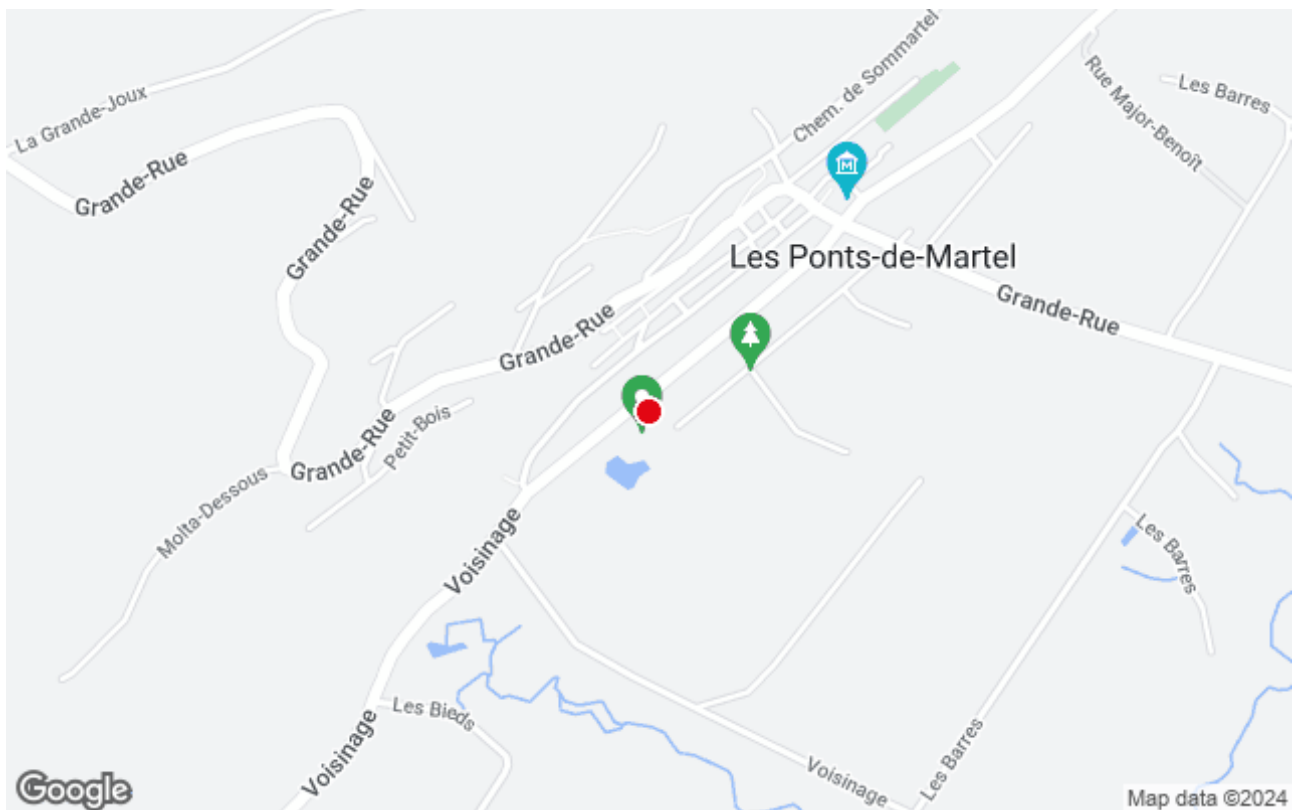 Chem. de Sommartel
Rue Major-Benoît
Les Barres
La Grande-Joux
Grande-Rue
Grande-Rue
Les Ponts-de-Martel
Grande-Rue
Grande-Rue
Petit-Bois
Grande-Rue
Molta-Dessous
Voisinage
Les Barres
Les Bieds
Voisinage
Voisinage
Les Barres
Google
Map data ©2024